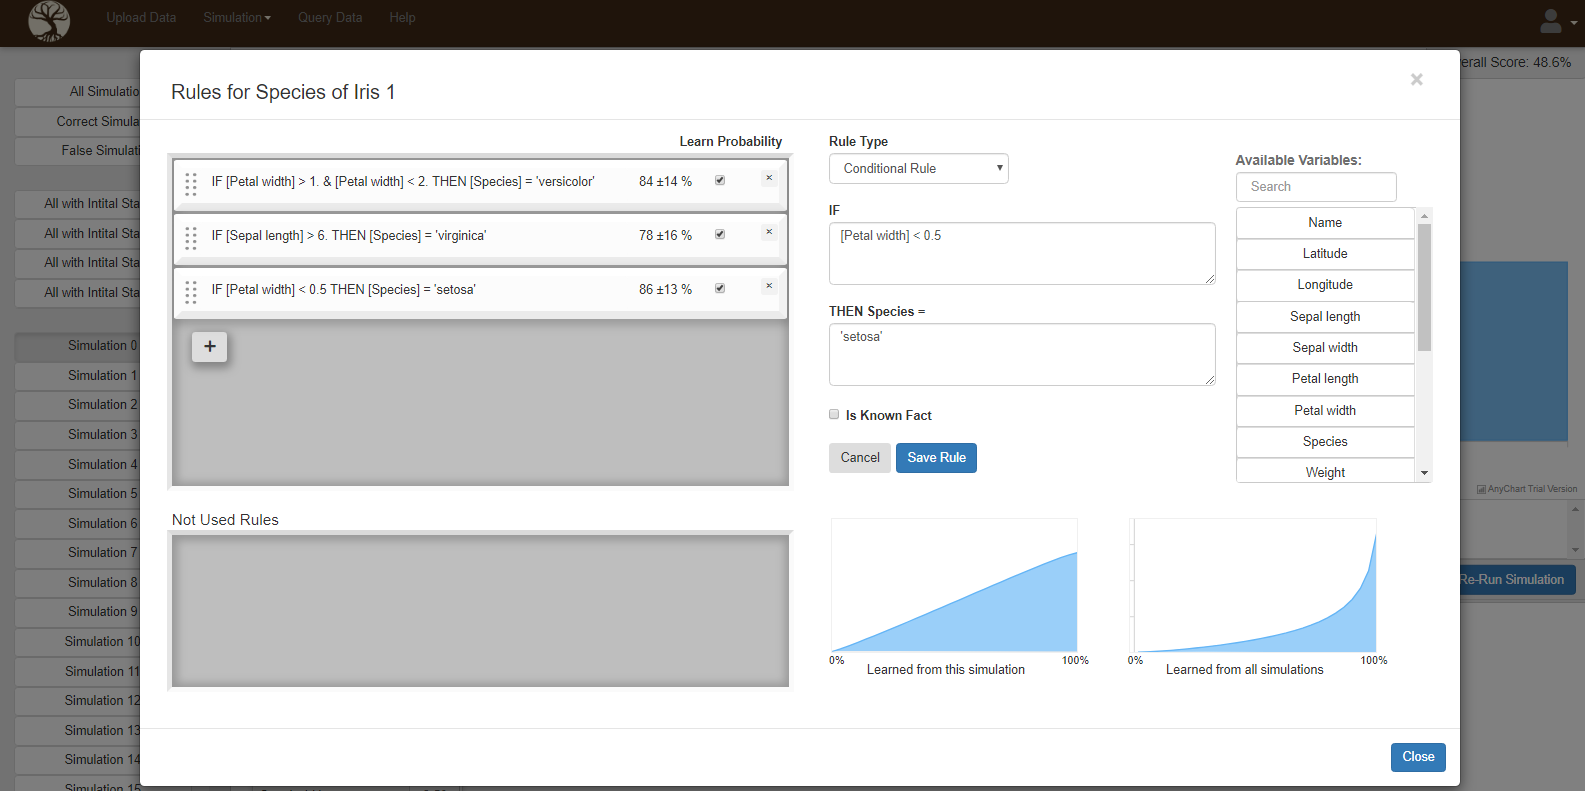 Upload Data
Simulation
Query Data
Help
erall Score: 48.6%
All Simulatio
Correct Simula
False Simulati
All with Intital Sta
All with Intital Sta
All with Intital Sta
All with Intital Sta
Simulation 0
Simulation 1
Simulation 2
Simulation 3
Simulation 4
Simulation 5
Simulation 6
Simulation 7
Simulation 8
Simulation 9
Simulation 10
Simulation 11
Simulation 12
Simulation 13
Simulation 14
Simulation 15
Rules for Species of Iris 1
×
Learn Probability
IF [Petal width] > 1. & [Petal width] < 2. THEN [Species] = 'versicolor' 84 ±14 %
IF [Sepal length] > 6. THEN [Species] = 'virginica' 78 ±16 %
IF [Petal width] < 0.5 THEN [Species] = 'setosa' 86 ±13 %
+
Not Used Rules
Rule Type
Conditional Rule
IF
[Petal width] < 0.5
THEN Species =
'setosa'
Is Known Fact
Cancel
Save Rule
Available Variables:
Search
Name
Latitude
Longitude
Sepal length
Sepal width
Petal length
Petal width
Species
Weight
0% 100%
Learned from this simulation
0% 100%
Learned from all simulations
AnyChart Trial Version
Re-Run Simulation
Close